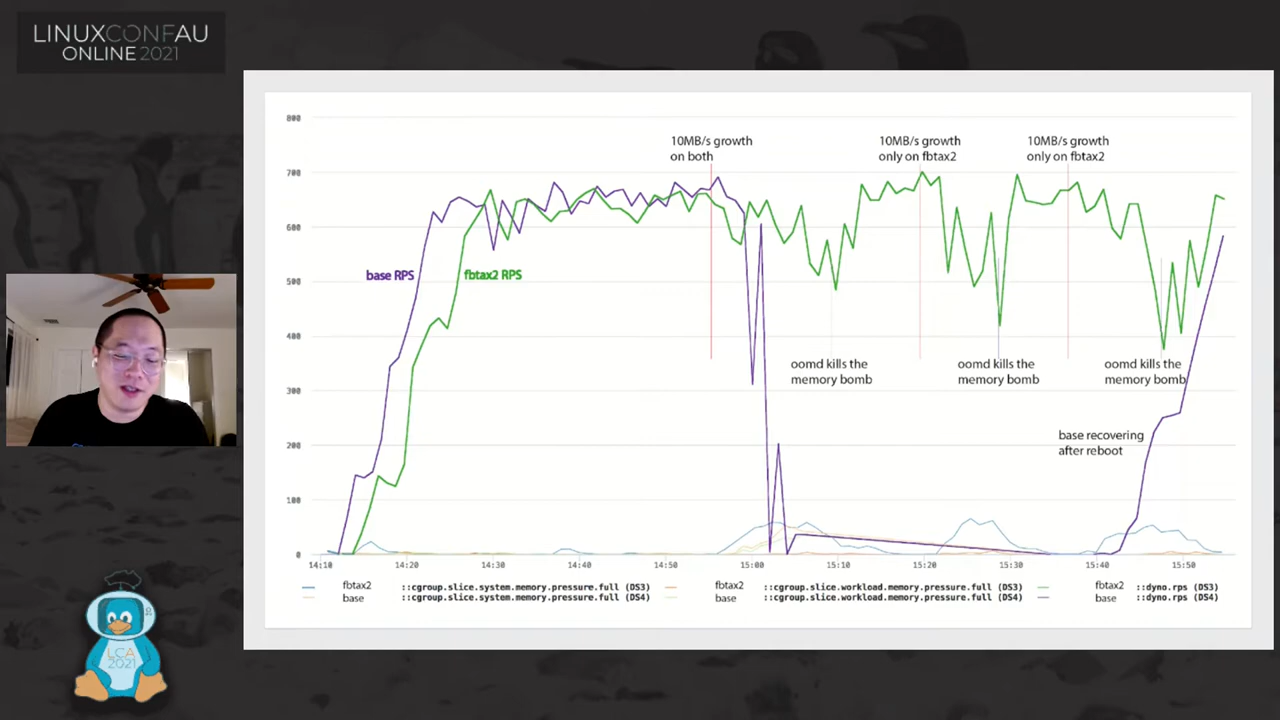 LINUXCONFAU
ONLINE 2021
800
700
600
500
400
300
200
100
0
10MB/s growth
on both
10MB/s growth
only on fbtax2
10MB/s growth
only on fbtax2
base RPS
fbtax2 RPS
oomd kills the
memory bomb
oomd kills the
memory bomb
oomd kills the
memory bomb
base recovering
after reboot
14:10 14:20 14:30 14:40 14:50 15:00 15:10 15:20 15:30 15:40 15:50
fbtax2 ::cgroup.slice.system.memory.pressure.full (DS3) fbtax2 ::cgroup.slice.workload.memory.pressure.full (DS3) fbtax2 ::dyno.rps (DS3)
base ::cgroup.slice.system.memory.pressure.full (DS4) base ::cgroup.slice.workload.memory.pressure.full (DS4) base ::dyno.rps (DS4)
LCA
2021